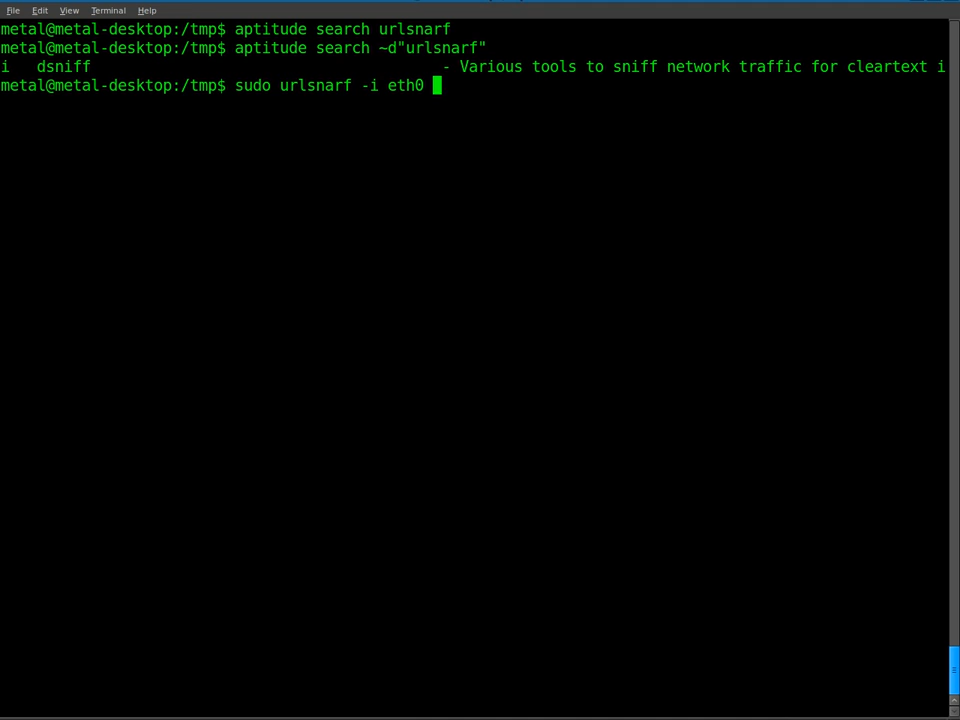 File Edit View Terminal Help
metal@metal-desktop:/tmp$ aptitude search urlsnarf
metal@metal-desktop:/tmp$ aptitude search ~d"urlsnarf"
i   dsniff                                       - Various tools to sniff network traffic for cleartext i
metal@metal-desktop:/tmp$ sudo urlsnarf -i eth0